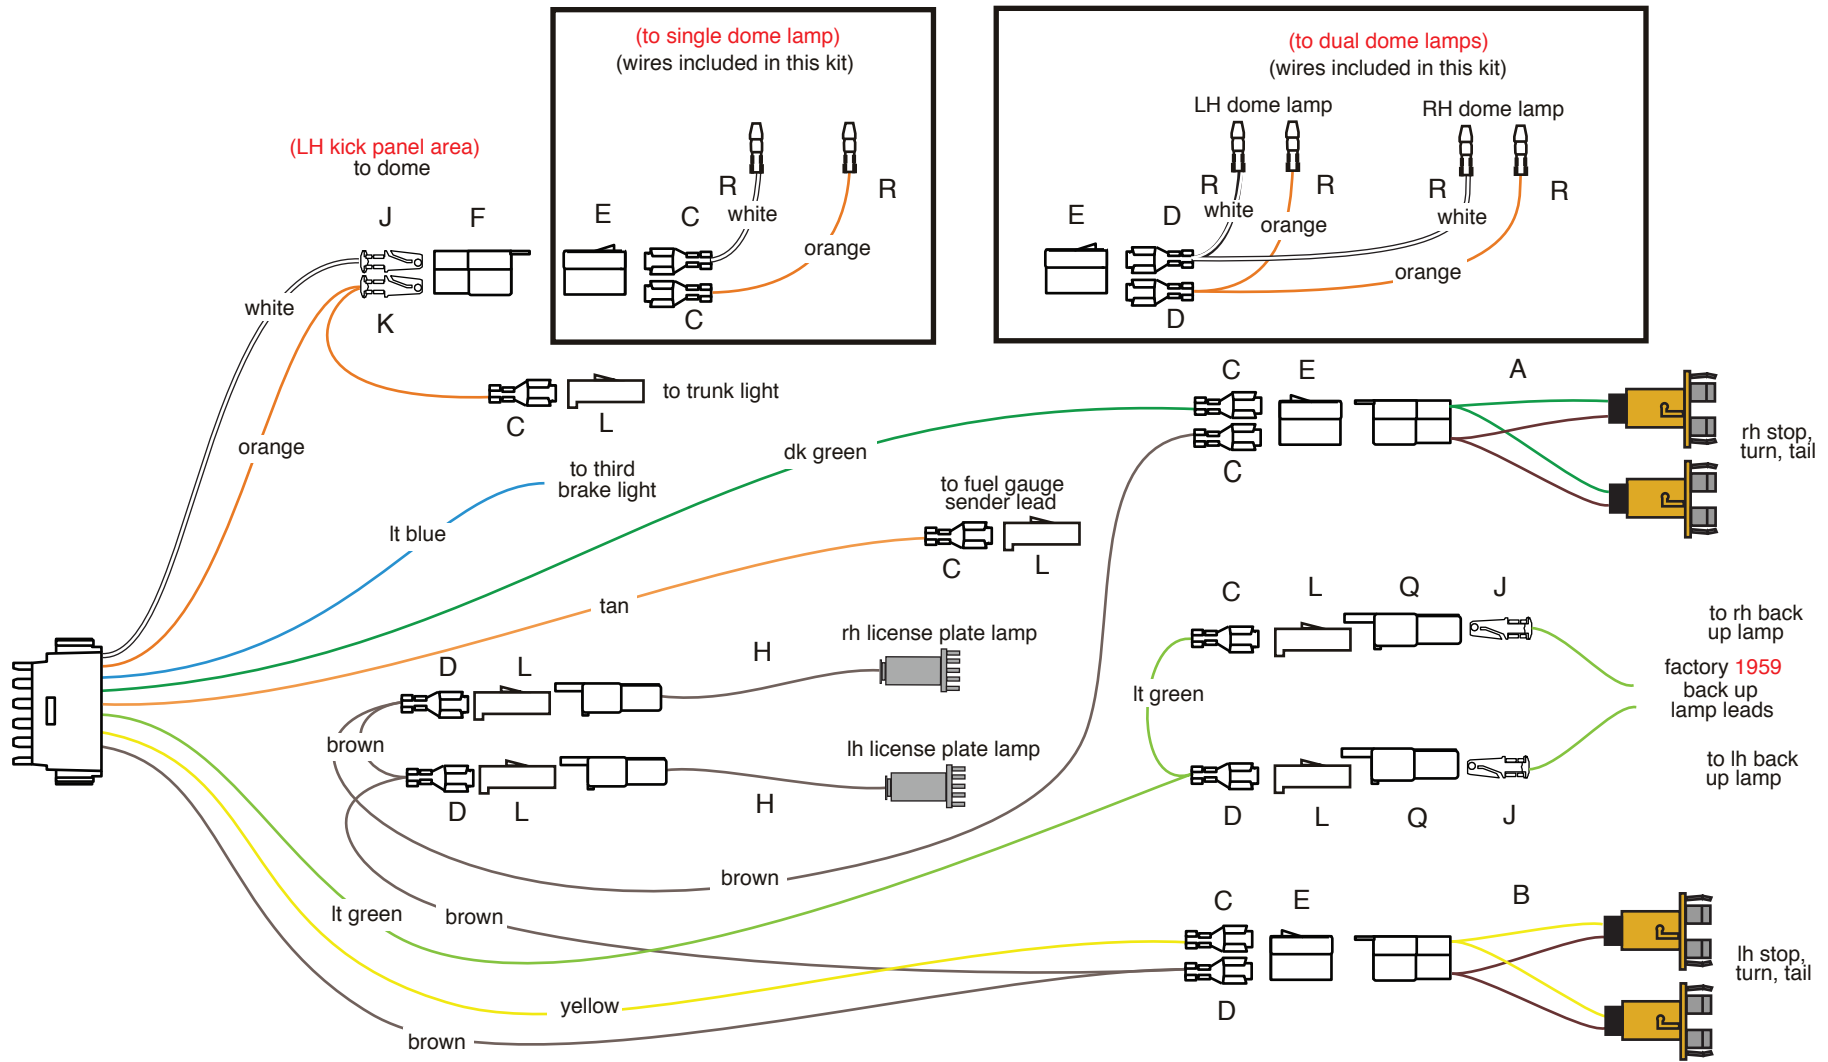 (to single dome lamp)
(wires included in this kit)
R
white
R
orange
E
C
C
(to dual dome lamps)
(wires included in this kit)
LH dome lamp
RH dome lamp
R
white
R
orange
R
white
R
orange
E
D
D
(LH kick panel area)
to dome
J
F
K
white
orange
C
L
to trunk light
to third
brake light
lt blue
dk green
C
E
A
C
rh stop,
turn, tail
to fuel gauge
sender lead
C
L
tan
rh license plate lamp
D
L
H
brown
lh license plate lamp
D
L
H
C
L
Q
J
to rh back
up lamp
lt green
factory 1959
back up
lamp leads
to lh back
up lamp
D
L
Q
J
brown
lt green
brown
C
E
B
D
lh stop,
turn, tail
yellow
brown